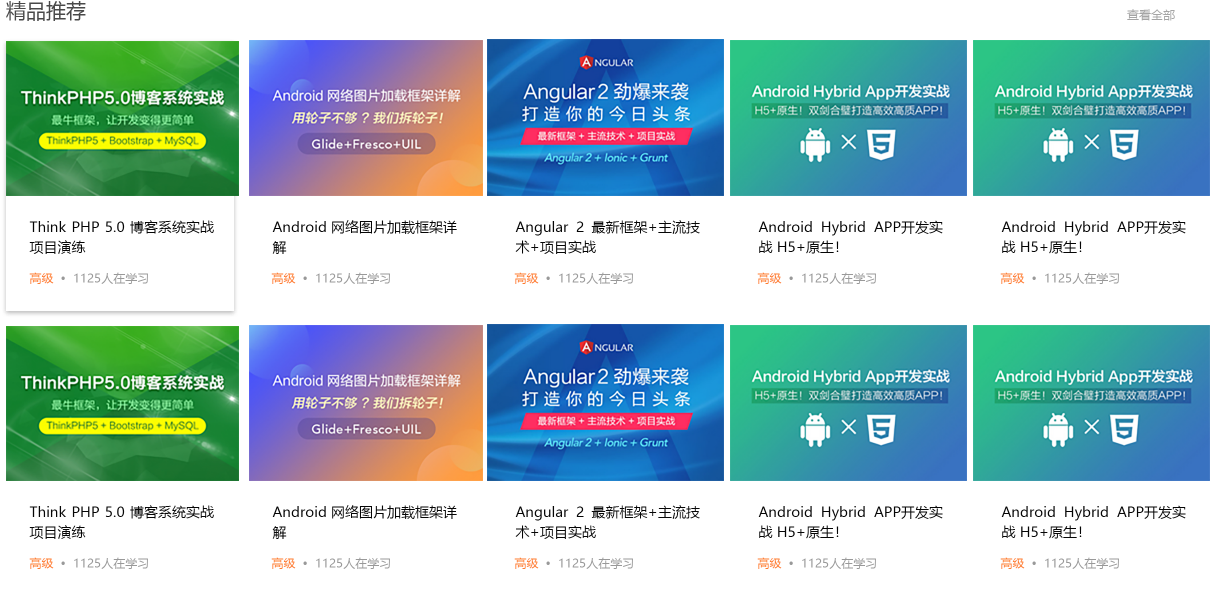 精品推荐
查看全部
ThinkPHP5.0博客系统实战
最牛框架，让开发变得更简单
ThinkPHP5 + Bootstrap + MySQL
Android 网络图片加载框架详解
用轮子不够？我们拆轮子！
Glide+Fresco+UIL
ANGULAR
Angular2 劲爆来袭
打造你的今日头条
最新框架 + 主流技术 + 项目实战
Angular 2 + Ionic + Grunt
Android Hybrid App开发实战
H5+原生！双剑合璧打造高效高质APP！
Android Hybrid App开发实战
H5+原生！双剑合璧打造高效高质APP！
Think PHP 5.0 博客系统实战
项目演练
高级 • 1125人在学习
Android 网络图片加载框架详
解
高级 • 1125人在学习
Angular 2 最新框架+主流技
术+项目实战
高级 • 1125人在学习
Android Hybrid APP开发实
战 H5+原生！
高级 • 1125人在学习
Android Hybrid APP开发实
战 H5+原生！
高级 • 1125人在学习
ThinkPHP5.0博客系统实战
最牛框架，让开发变得更简单
ThinkPHP5 + Bootstrap + MySQL
Android 网络图片加载框架详解
用轮子不够？我们拆轮子！
Glide+Fresco+UIL
ANGULAR
Angular2 劲爆来袭
打造你的今日头条
最新框架 + 主流技术 + 项目实战
Angular 2 + Ionic + Grunt
Android Hybrid App开发实战
H5+原生！双剑合璧打造高效高质APP！
Android Hybrid App开发实战
H5+原生！双剑合璧打造高效高质APP！
Think PHP 5.0 博客系统实战
项目演练
高级 • 1125人在学习
Android 网络图片加载框架详
解
高级 • 1125人在学习
Angular 2 最新框架+主流技
术+项目实战
高级 • 1125人在学习
Android Hybrid APP开发实
战 H5+原生！
高级 • 1125人在学习
Android Hybrid APP开发实
战 H5+原生！
高级 • 1125人在学习